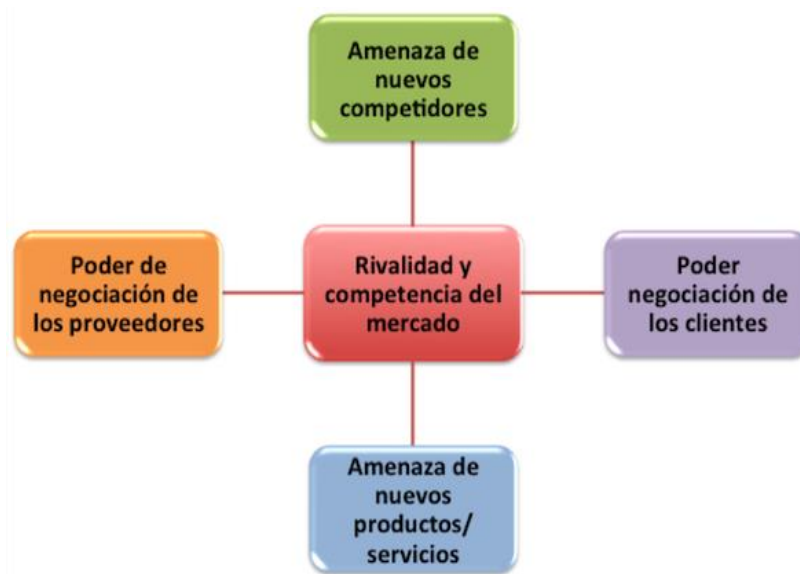 Amenaza de
nuevos
competidores
Poder de
negociación de
los proveedores
Rivalidad y
competencia del
mercado
Poder
negociación de
los clientes
Amenaza de
nuevos
productos/
servicios